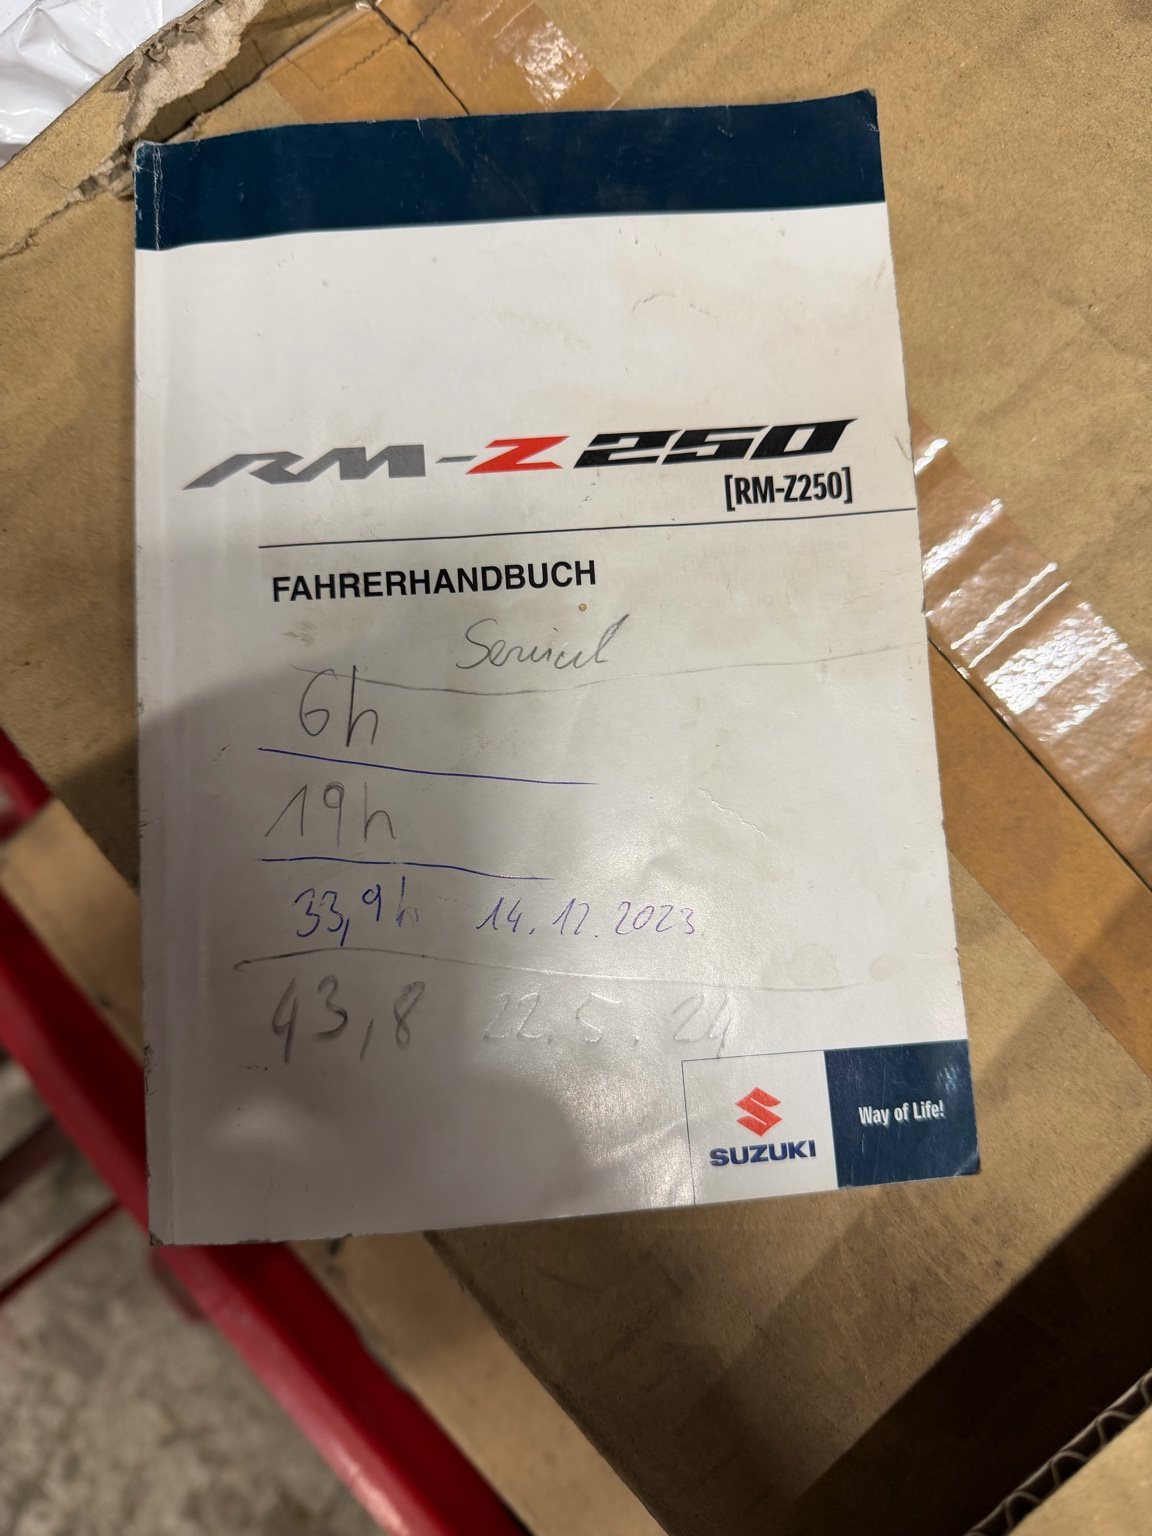 RM-Z250
[RM-Z250]
FAHRERHANDBUCH
6h
19h
33,9h 14.12.2023
43,8 22.5.24
SUZUKI
Way of Life!